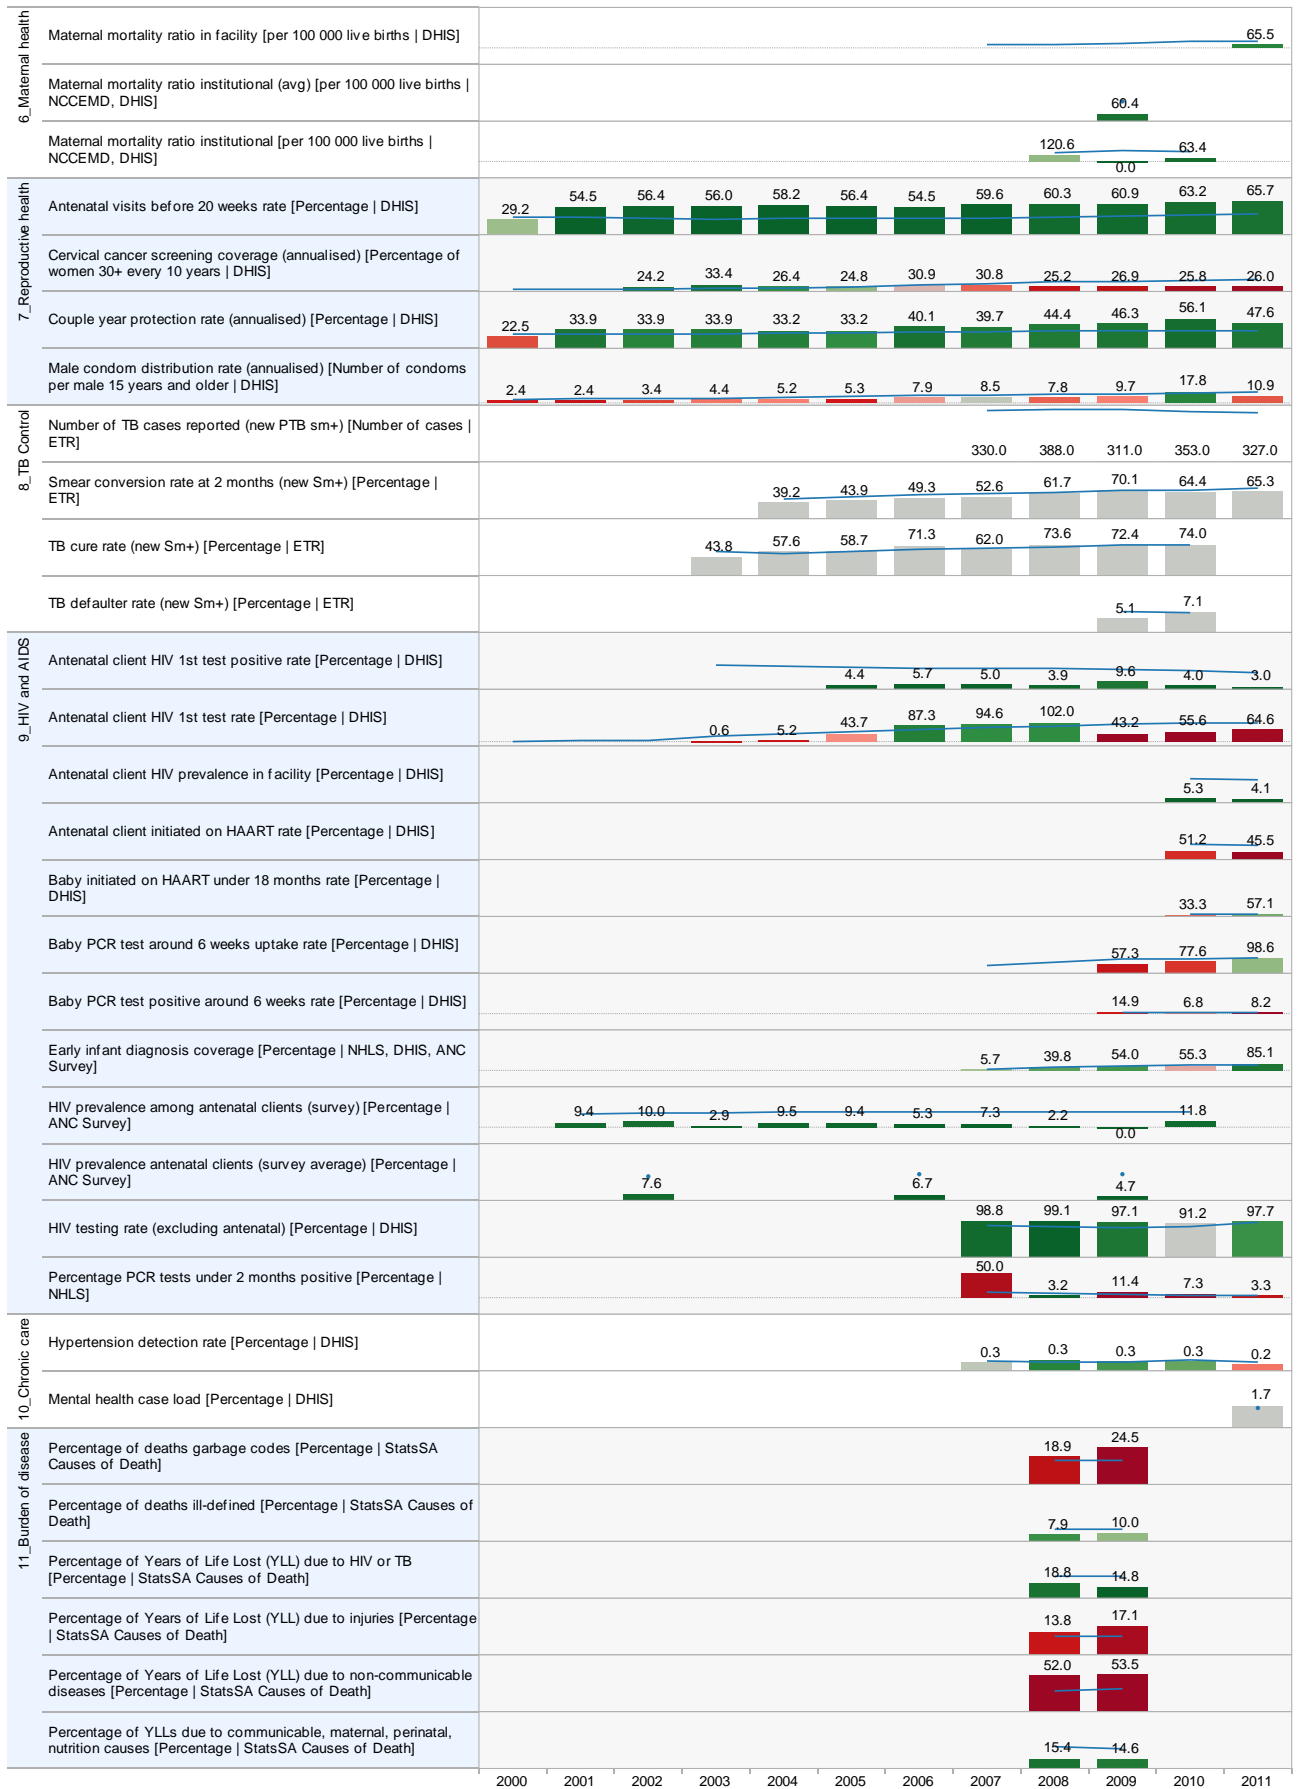 6_Maternal health
Maternal mortality ratio in facility [per 100 000 live births | DHIS]
65.5
Maternal mortality ratio institutional (avg) [per 100 000 live births |
NCCEMD, DHIS]
60.4
Maternal mortality ratio institutional [per 100 000 live births |
NCCEMD, DHIS]
120.6 0.0 63.4
7_Reproductive health
Antenatal visits before 20 weeks rate [Percentage | DHIS]
29.2 54.5 56.4 56.0 58.2 56.4 54.5 59.6 60.3 60.9 63.2 65.7
Cervical cancer screening coverage (annualised) [Percentage of
women 30+ every 10 years | DHIS]
24.2 33.4 26.4 24.8 30.9 30.8 25.2 26.9 25.8 26.0
Couple year protection rate (annualised) [Percentage | DHIS]
22.5 33.9 33.9 33.9 33.2 33.2 40.1 39.7 44.4 46.3 56.1 47.6
Male condom distribution rate (annualised) [Number of condoms
per male 15 years and older | DHIS]
2.4 2.4 3.4 4.4 5.2 5.3 7.9 8.5 7.8 9.7 17.8 10.9
8_TB Control
Number of TB cases reported (new PTB sm+) [Number of cases |
ETR]
330.0 388.0 311.0 353.0 327.0
Smear conversion rate at 2 months (new Sm+) [Percentage |
ETR]
39.2 43.9 49.3 52.6 61.7 70.1 64.4 65.3
TB cure rate (new Sm+) [Percentage | ETR]
43.8 57.6 58.7 71.3 62.0 73.6 72.4 74.0
TB defaulter rate (new Sm+) [Percentage | ETR]
5.1 7.1
9_HIV and AIDS
Antenatal client HIV 1st test positive rate [Percentage | DHIS]
4.4 5.7 5.0 3.9 9.6 4.0 3.0
Antenatal client HIV 1st test rate [Percentage | DHIS]
0.6 5.2 43.7 87.3 94.6 102.0 43.2 55.6 64.6
Antenatal client HIV prevalence in facility [Percentage | DHIS]
5.3 4.1
Antenatal client initiated on HAART rate [Percentage | DHIS]
51.2 45.5
Baby initiated on HAART under 18 months rate [Percentage |
DHIS]
33.3 57.1
Baby PCR test around 6 weeks uptake rate [Percentage | DHIS]
57.3 77.6 98.6
Baby PCR test positive around 6 weeks rate [Percentage | DHIS]
14.9 6.8 8.2
Early infant diagnosis coverage [Percentage | NHLS, DHIS, ANC
Survey]
5.7 39.8 54.0 55.3 85.1
HIV prevalence among antenatal clients (survey) [Percentage |
ANC Survey]
9.4 10.0 2.9 9.5 9.4 5.3 7.3 2.2 0.0 11.8
HIV prevalence antenatal clients (survey average) [Percentage |
ANC Survey]
7.6 6.7 4.7
HIV testing rate (excluding antenatal) [Percentage | DHIS]
98.8 99.1 97.1 91.2 97.7
Percentage PCR tests under 2 months positive [Percentage |
NHLS]
50.0 3.2 11.4 7.3 3.3
10_Chronic care
Hypertension detection rate [Percentage | DHIS]
0.3 0.3 0.3 0.3 0.2
Mental health case load [Percentage | DHIS]
1.7
11_Burden of disease
Percentage of deaths garbage codes [Percentage | StatsSA
Causes of Death]
18.9 24.5
Percentage of deaths ill-defined [Percentage | StatsSA Causes of
Death]
7.9 10.0
Percentage of Years of Life Lost (YLL) due to HIV or TB
[Percentage | StatsSA Causes of Death]
18.8 14.8
Percentage of Years of Life Lost (YLL) due to injuries [Percentage
| StatsSA Causes of Death]
13.8 17.1
Percentage of Years of Life Lost (YLL) due to non-communicable
diseases [Percentage | StatsSA Causes of Death]
52.0 53.5
Percentage of YLLs due to communicable, maternal, perinatal,
nutrition causes [Percentage | StatsSA Causes of Death]
15.4 14.6
2000 2001 2002 2003 2004 2005 2006 2007 2008 2009 2010 2011